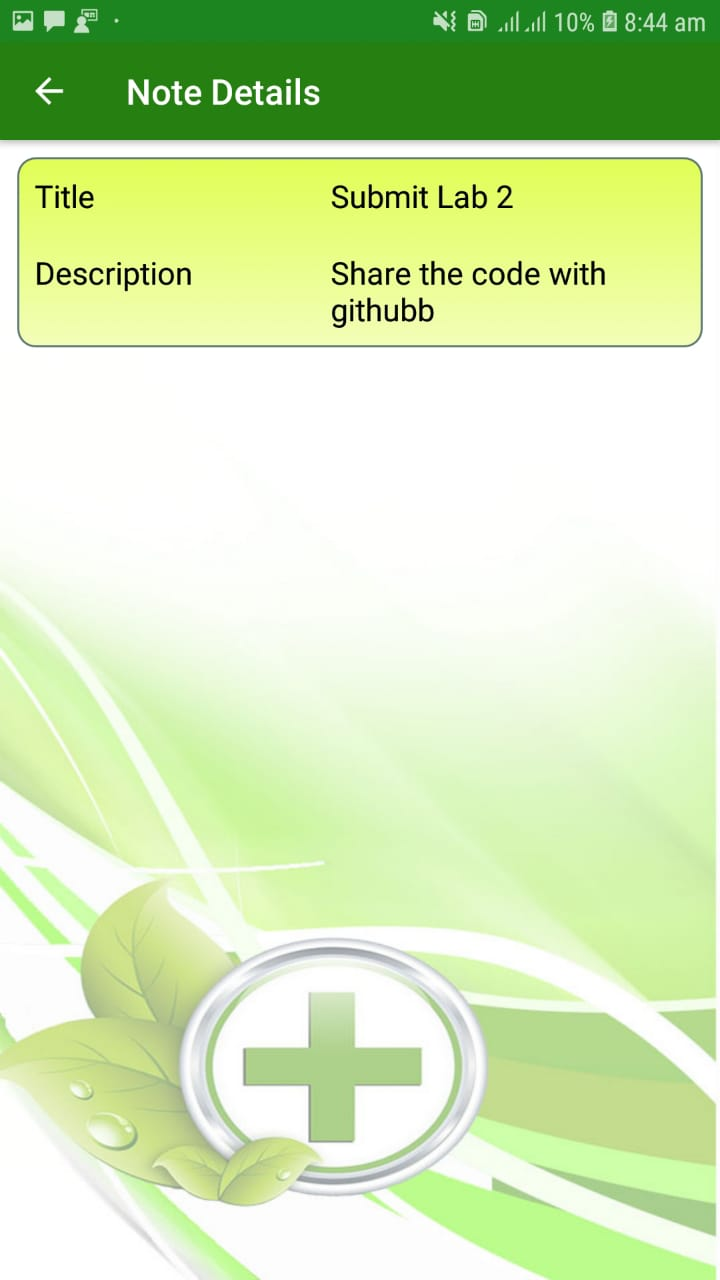 10% 8:44 am
Note Details
Title Submit Lab 2
Description Share the code with
githubb